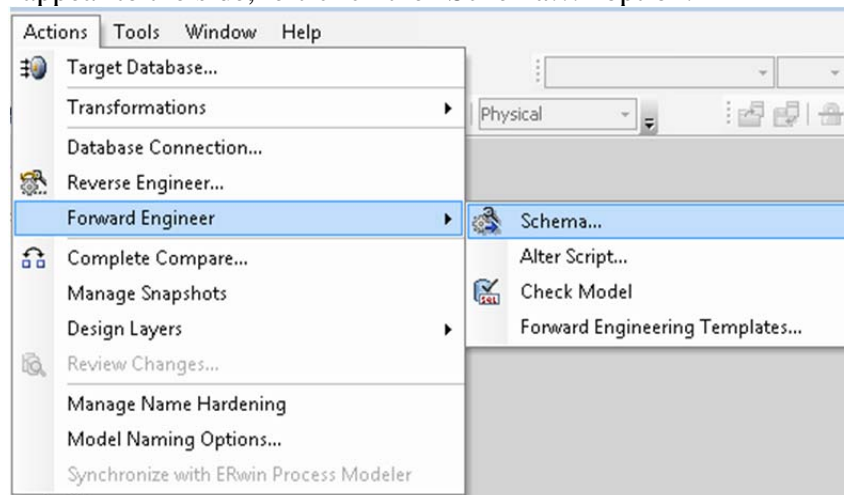 Actions Tools Window Help
Target Database...
Transformations
Physical
Database Connection...
Reverse Engineer...
Forward Engineer
Schema...
Complete Compare...
Alter Script...
Manage Snapshots
Check Model
Design Layers
Forward Engineering Templates...
Review Changes...
Manage Name Hardening
Model Naming Options...
Synchronize with ERwin Process Modeler